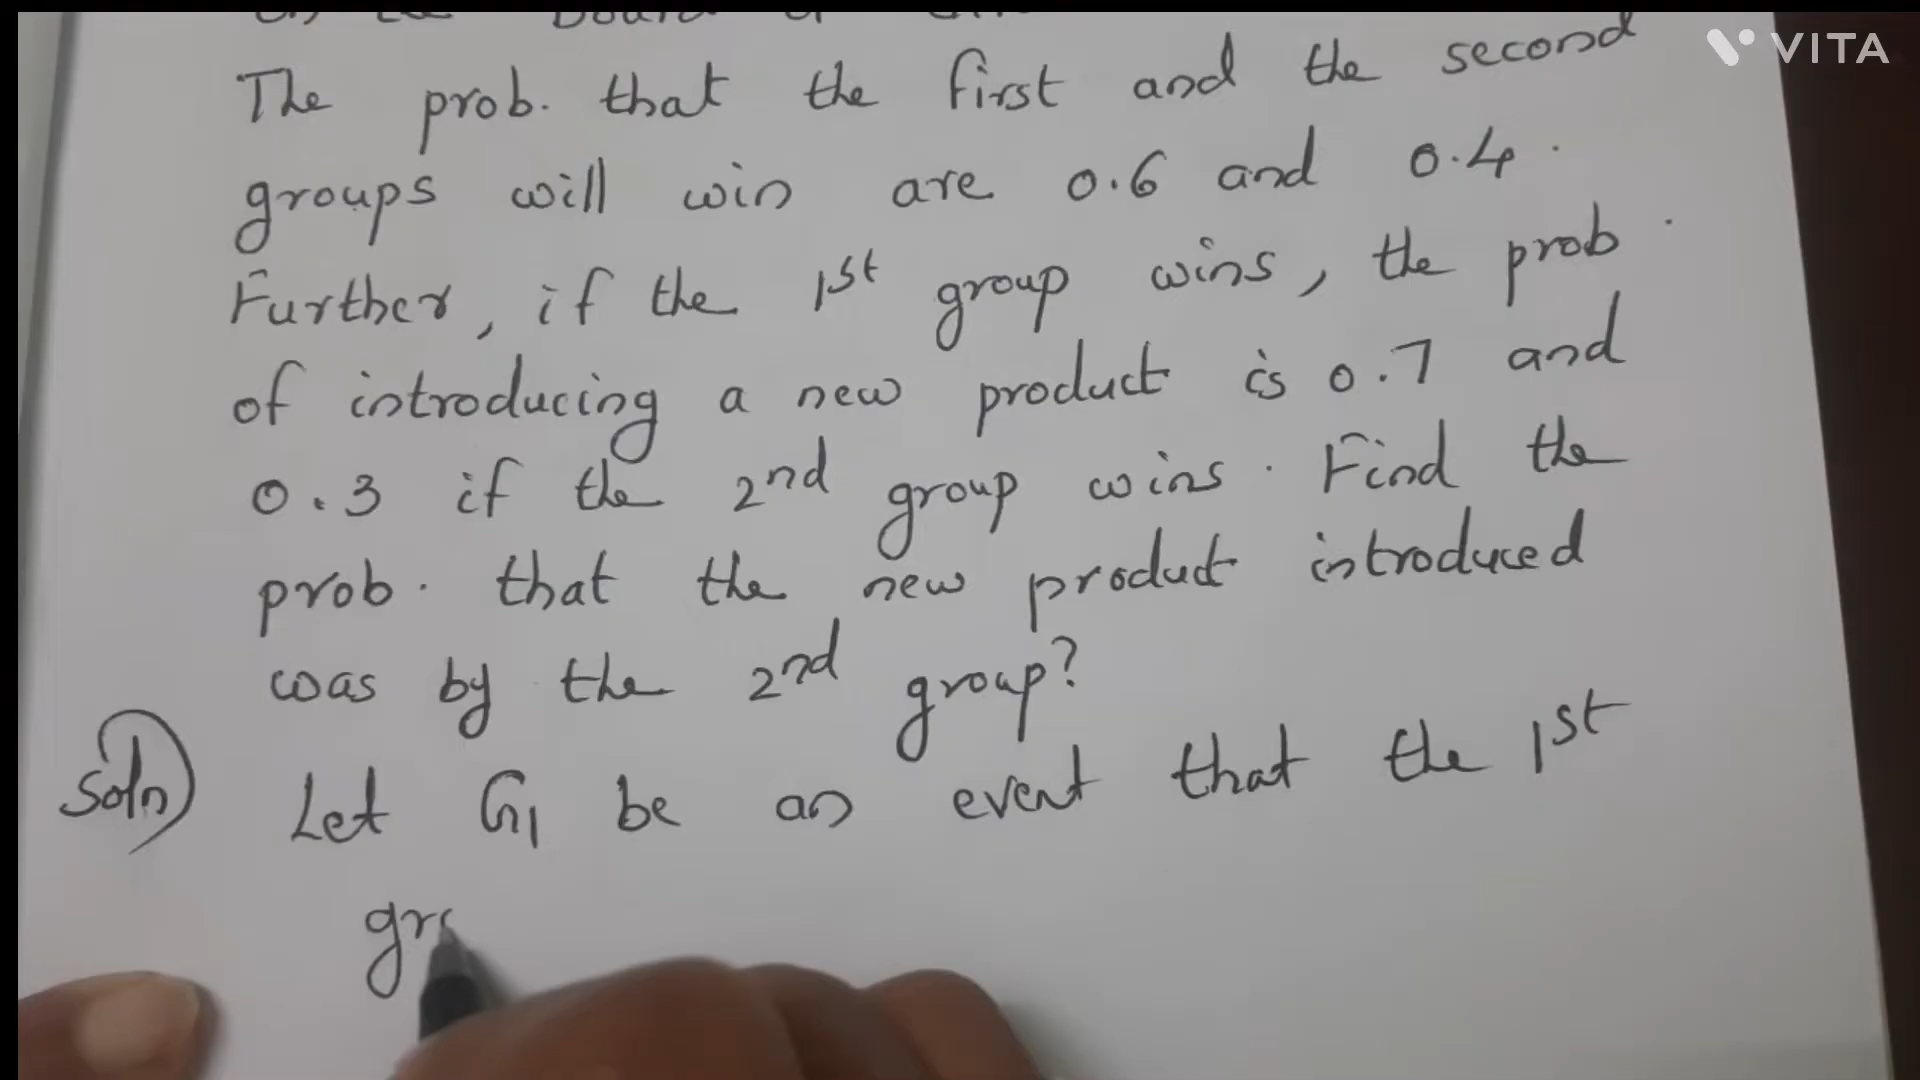 VITA
The prob. that the first and the second
groups will win are 0.6 and 0.4.
Further, if the 1st group wins, the prob.
of introducing a new product is 0.7 and
0.3 if the 2nd group wins. Find the
prob. that the new product introduced
was by the 2nd group?
Soln) Let G1 be an event that the 1st
gro